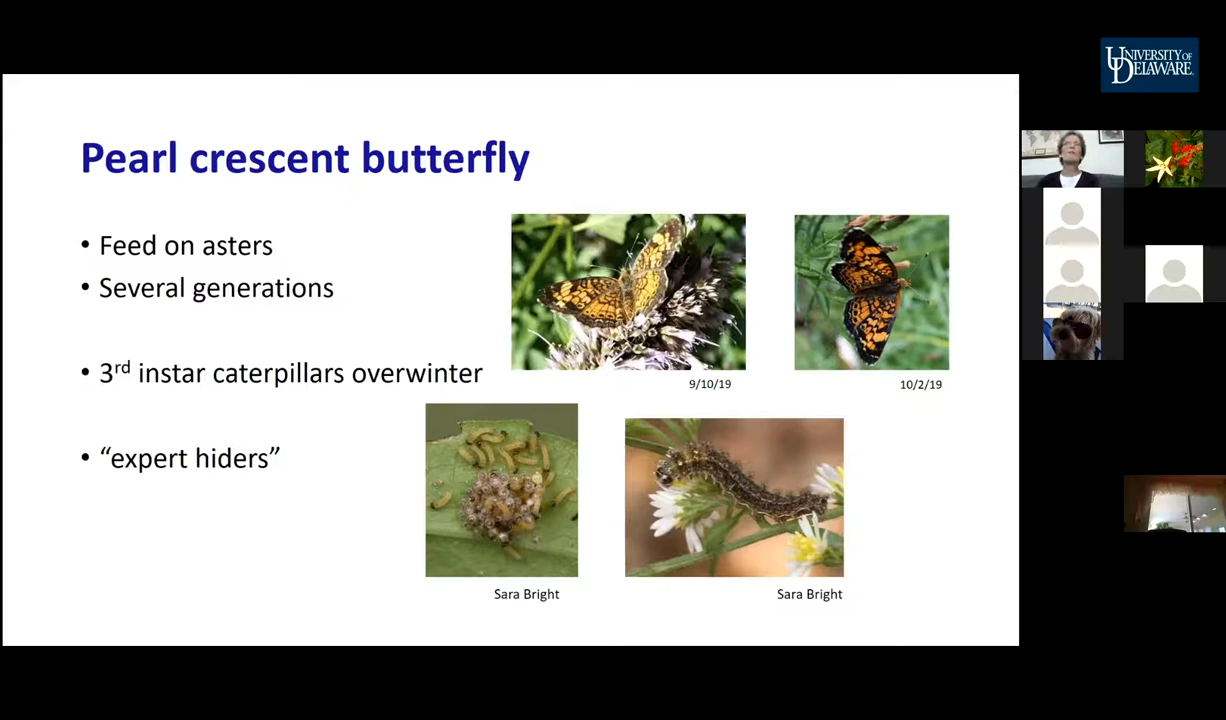 UNIVERSITY OF
DELAWARE
Pearl crescent butterfly
• Feed on asters
• Several generations
• 3rd instar caterpillars overwinter
• “expert hiders”
9/10/19
10/2/19
Sara Bright
Sara Bright